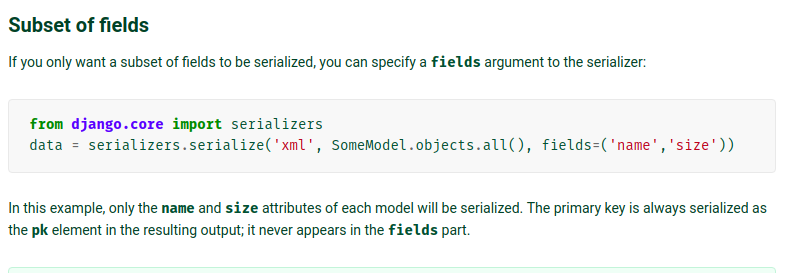 Subset of fields
If you only want a subset of fields to be serialized, you can specify a fields argument to the serializer:
from django.core import serializers
data = serializers.serialize('xml', SomeModel.objects.all(), fields=('name','size'))
In this example, only the name and size attributes of each model will be serialized. The primary key is always serialized as
the pk element in the resulting output; it never appears in the fields part.